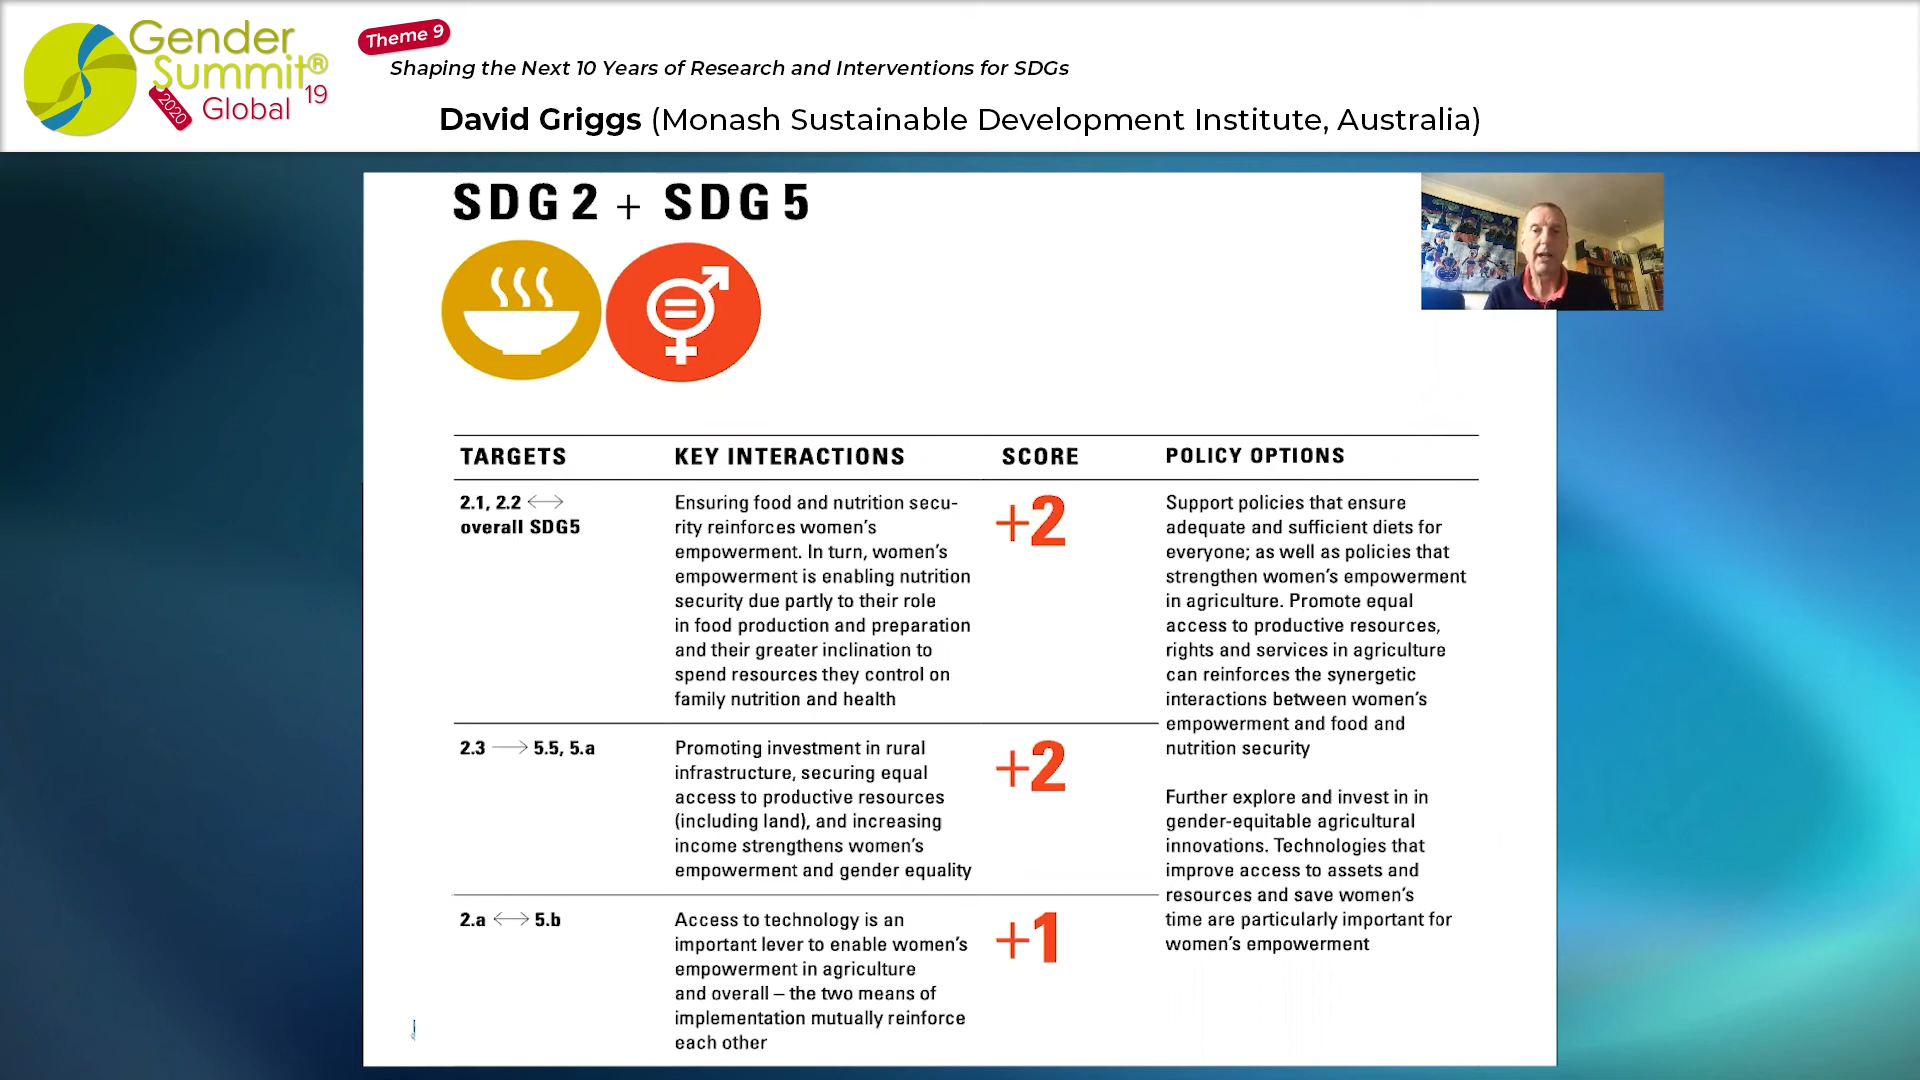 Gender
Summit®
2020
Global 19
Theme 9
Shaping the Next 10 Years of Research and Interventions for SDGs
David Griggs (Monash Sustainable Development Institute, Australia)
SDG 2 + SDG 5
TARGETS
KEY INTERACTIONS
SCORE
POLICY OPTIONS
2.1, 2.2 ⟷
overall SDG5
Ensuring food and nutrition secu-
rity reinforces women's
empowerment. In turn, women's
empowerment is enabling nutrition
security due partly to their role
in food production and preparation
and their greater inclination to
spend resources they control on
family nutrition and health
+2
2.3 ⟶ 5.5, 5.a
Promoting investment in rural
infrastructure, securing equal
access to productive resources
(including land), and increasing
income strengthens women's
empowerment and gender equality
+2
2.a ⟷ 5.b
Access to technology is an
important lever to enable women's
empowerment in agriculture
and overall – the two means of
implementation mutually reinforce
each other
+1
Support policies that ensure
adequate and sufficient diets for
everyone; as well as policies that
strengthen women's empowerment
in agriculture. Promote equal
access to productive resources,
rights and services in agriculture
can reinforces the synergetic
interactions between women's
empowerment and food and
nutrition security
Further explore and invest in in
gender-equitable agricultural
innovations. Technologies that
improve access to assets and
resources and save women's
time are particularly important for
women's empowerment